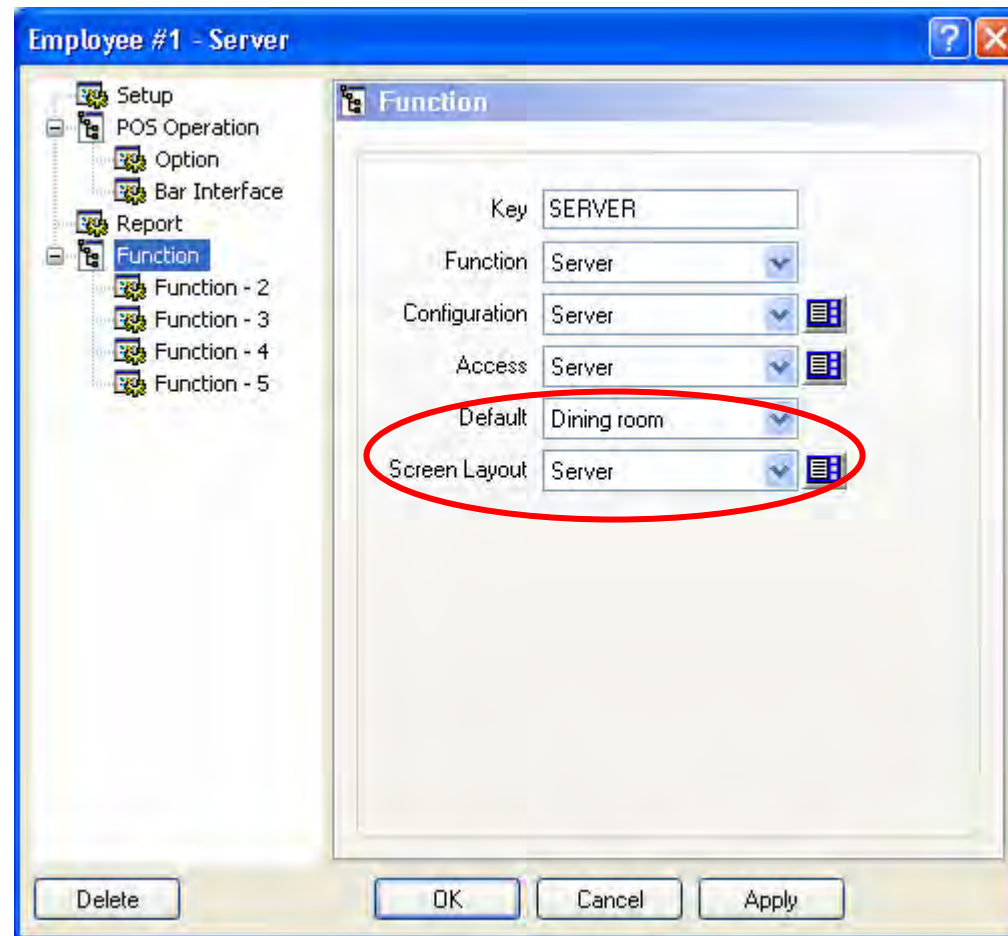 Employee #1 - Server
Setup
POS Operation
Option
Bar Interface
Report
Function
Function - 2
Function - 3
Function - 4
Function - 5
Function
Key SERVER
Function Server
Configuration Server
Access Server
Default Dining room
Screen Layout Server
Delete OK Cancel Apply